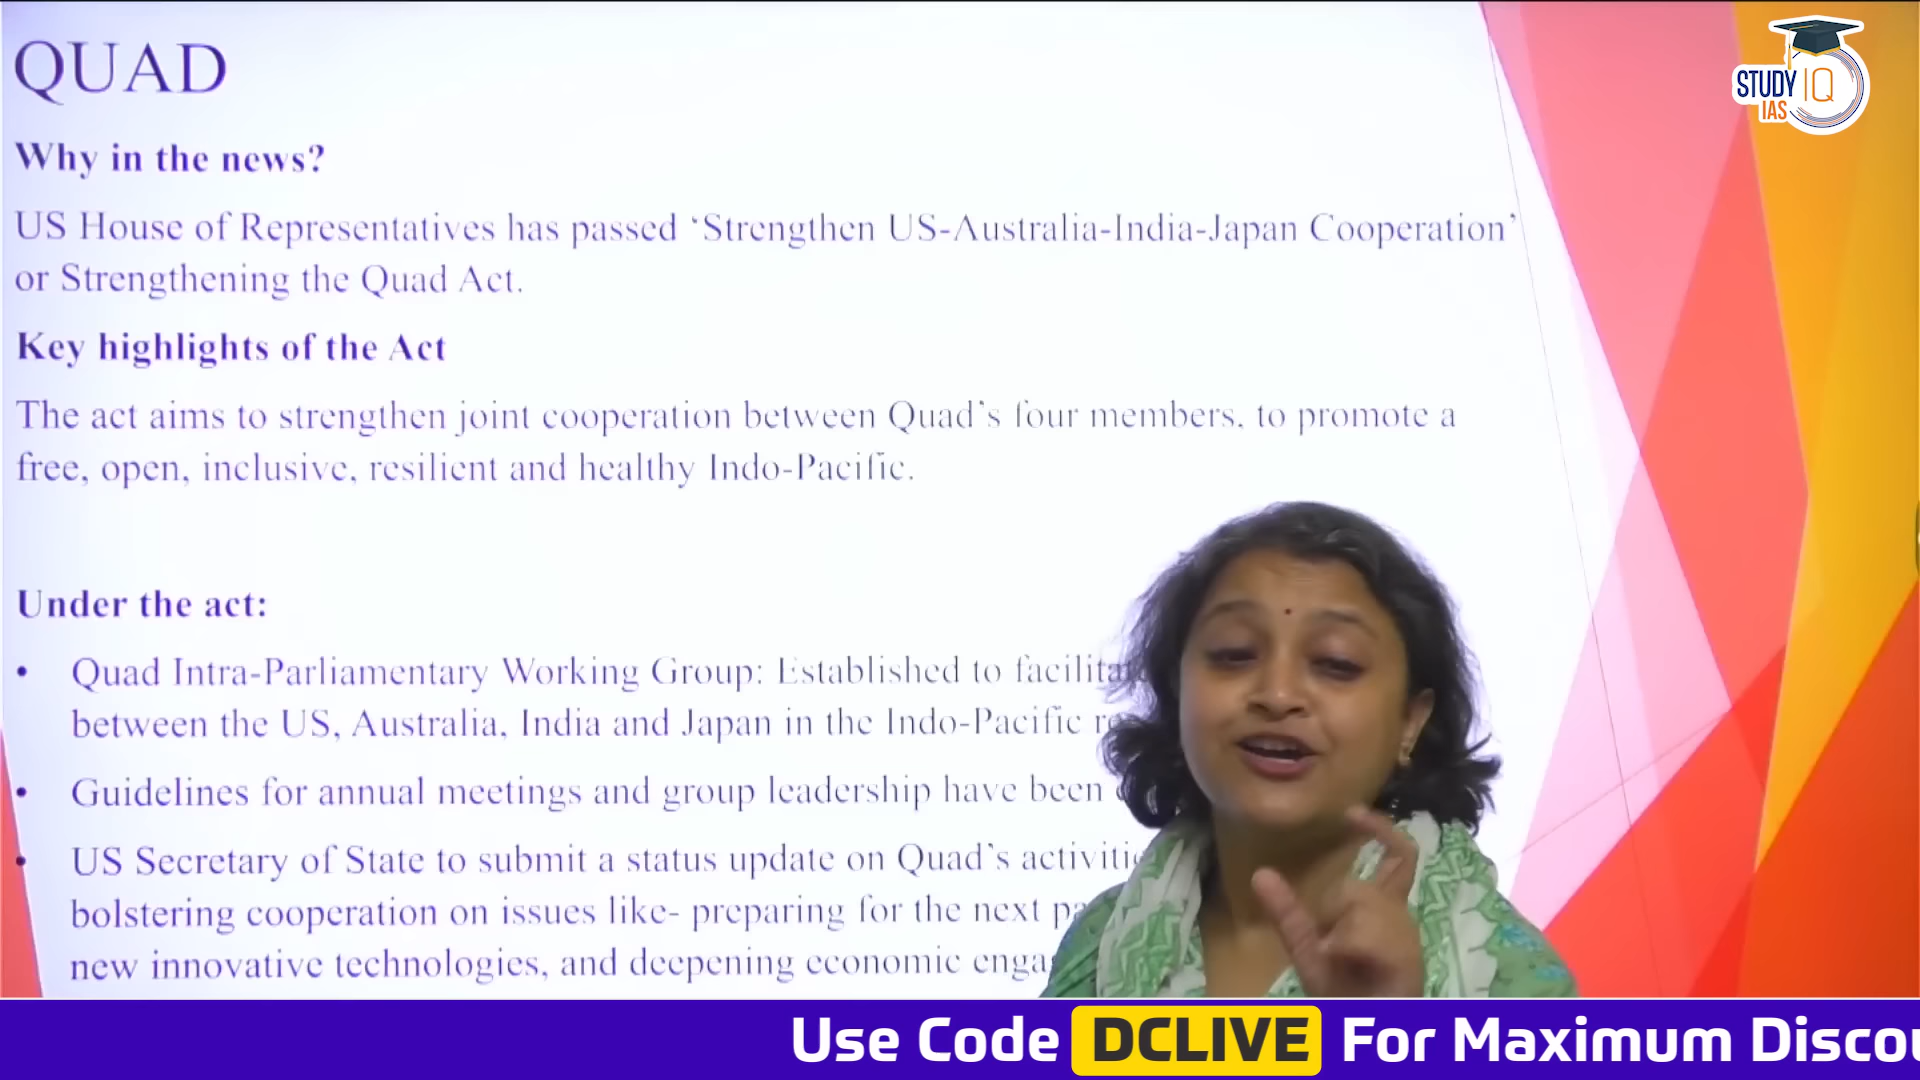 QUAD
STUDY IQ
IAS
Why in the news?
US House of Representatives has passed ‘Strengthen US-Australia-India-Japan Cooperation’
or Strengthening the Quad Act.
Key highlights of the Act
The act aims to strengthen joint cooperation between Quad’s four members, to promote a
free, open, inclusive, resilient and healthy Indo-Pacific.
Under the act:
• Quad Intra-Parliamentary Working Group: Established to
between the US, Australia, India and Japan in the Indo-Pacific
• Guidelines for annual meetings and group leadership have been
• US Secretary of State to submit a status update on Quad’s
bolstering cooperation on issues like- preparing for the next
new innovative technologies, and deepening economic
Use Code DCLIVE For Maximum